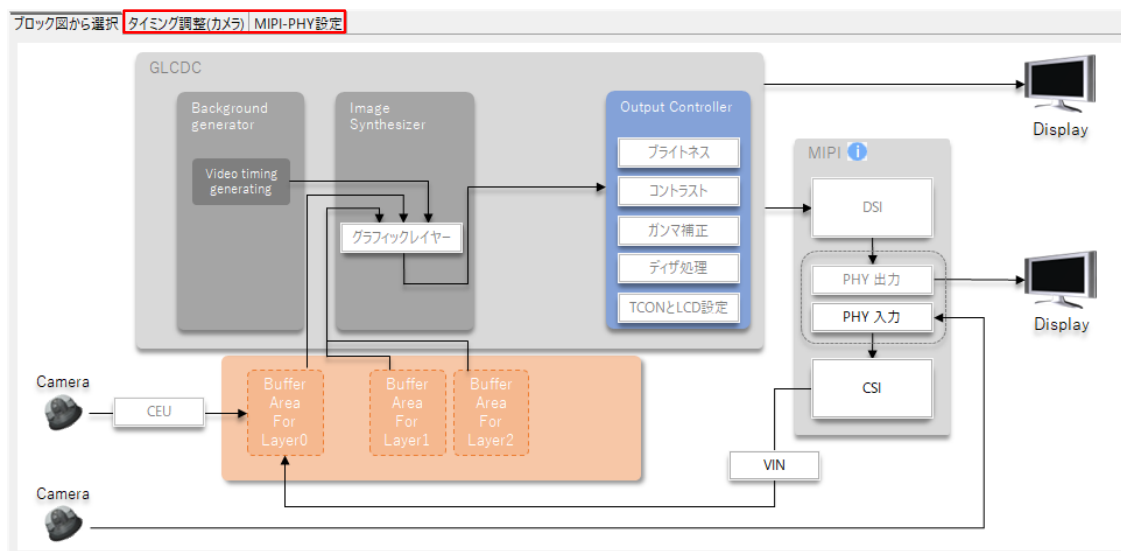 ブロック図から選択
タイミング調整(カメラ)
MIPI-PHY設定
GLCDC
Background
generator
Video timing
generating
Image
Synthesizer
グラフィックレイヤー
Output Controller
ブライトネス
コントラスト
ガンマ補正
ディザ処理
TCONとLCD設定
Display
MIPI
DSI
PHY 出力
PHY 入力
CSI
Display
Camera
CEU
Buffer
Area
For
Layer0
Buffer
Area
For
Layer1
Buffer
Area
For
Layer2
VIN
Camera